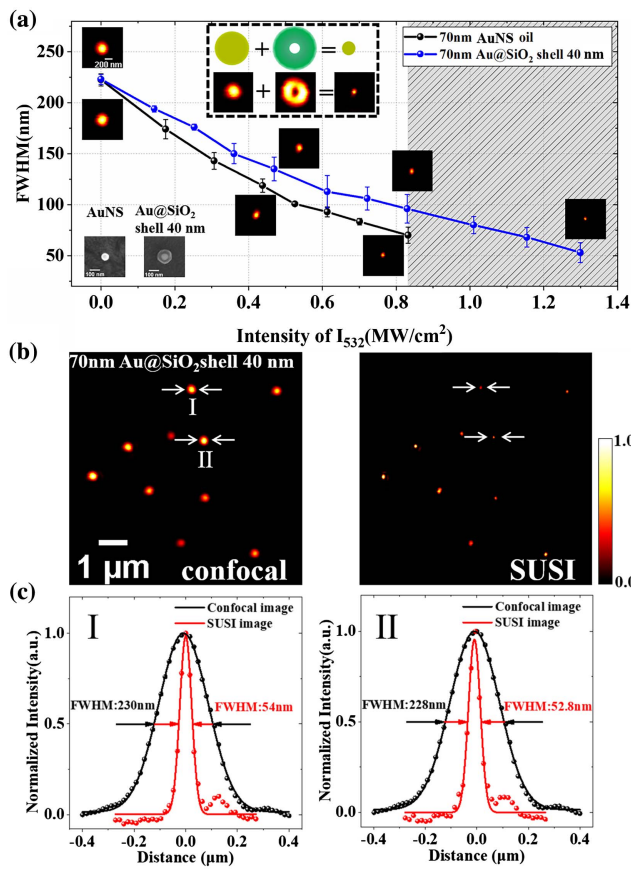 (a)
300
250
200
150
100
50
FWHM(nm)
200 nm
+
=
+
=
70nm AuNS oil
70nm Au@SiO₂ shell 40 nm
AuNS
Au@SiO₂
shell 40 nm
100 nm
100 nm
0.0 0.2 0.4 0.6 0.8 1.0 1.2 1.4
Intensity of I₅₃₂(MW/cm²)
(b)
70nm Au@SiO₂shell 40 nm
I
II
1 μm
confocal
SUSI
1.0
0.0
(c)
I
Confocal image
SUSI image
FWHM:230nm
FWHM:54nm
1.0
0.5
0.0
Normalized Intensity(a.u.)
-0.4 -0.2 0.0 0.2 0.4
Distance (μm)
II
Confocal image
SUSI image
FWHM:228nm
FWHM:52.8nm
1.0
0.5
0.0
Normalized Intensity(a.u.)
-0.4 -0.2 0.0 0.2 0.4
Distance (μm)